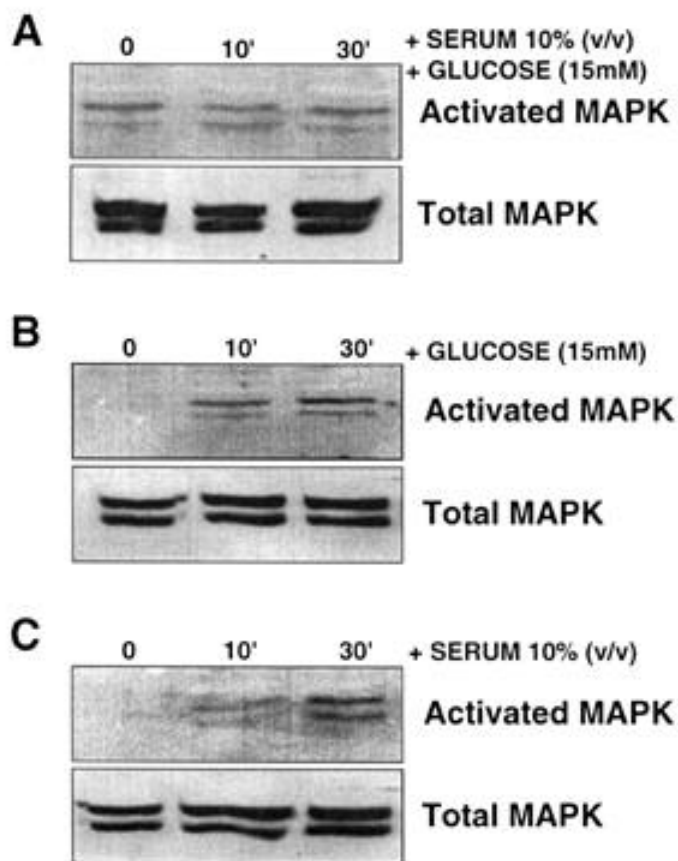 A
0 10' 30' + SERUM 10% (v/v)
+ GLUCOSE (15mM)
Activated MAPK
Total MAPK
B
0 10' 30' + GLUCOSE (15mM)
Activated MAPK
Total MAPK
C
0 10' 30' + SERUM 10% (v/v)
Activated MAPK
Total MAPK